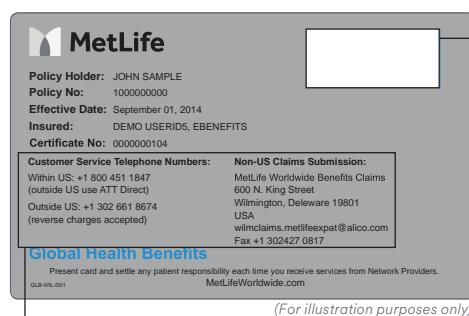 MetLife
Policy Holder: JOHN SAMPLE
Policy No: 1000000000
Effective Date: September 01, 2014
Insured: DEMO USERID5, EBENEFITS
Certificate No: 0000000104
Customer Service Telephone Numbers:
Within US: +1 800 451 1847
(outside US use ATT Direct)
Outside US: +1 302 661 8674
(reverse charges accepted)
Non-US Claims Submission:
MetLife Worldwide Benefits Claims
600 N. King Street
Wilmington, Deleware 19801
USA
wilmclaims.metlifeexpat@alico.com
Fax +1 302427 0817
Global Health Benefits
Present card and settle any patient responsibility each time you receive services from Network Providers.
GLB-WIL-D01
MetLifeWorldwide.com
(For illustration purposes only)